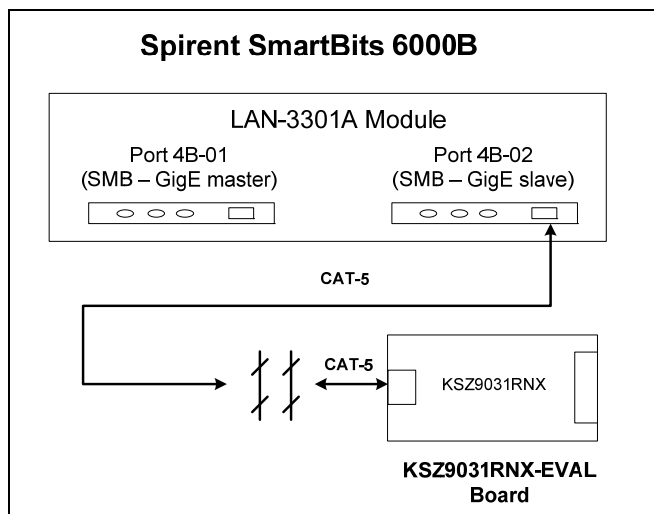 Spirent SmartBits 6000B
LAN-3301A Module
Port 4B-01
(SMB – GigE master)
Port 4B-02
(SMB – GigE slave)
CAT-5
CAT-5
KSZ9031RNX
KSZ9031RNX-EVAL
Board